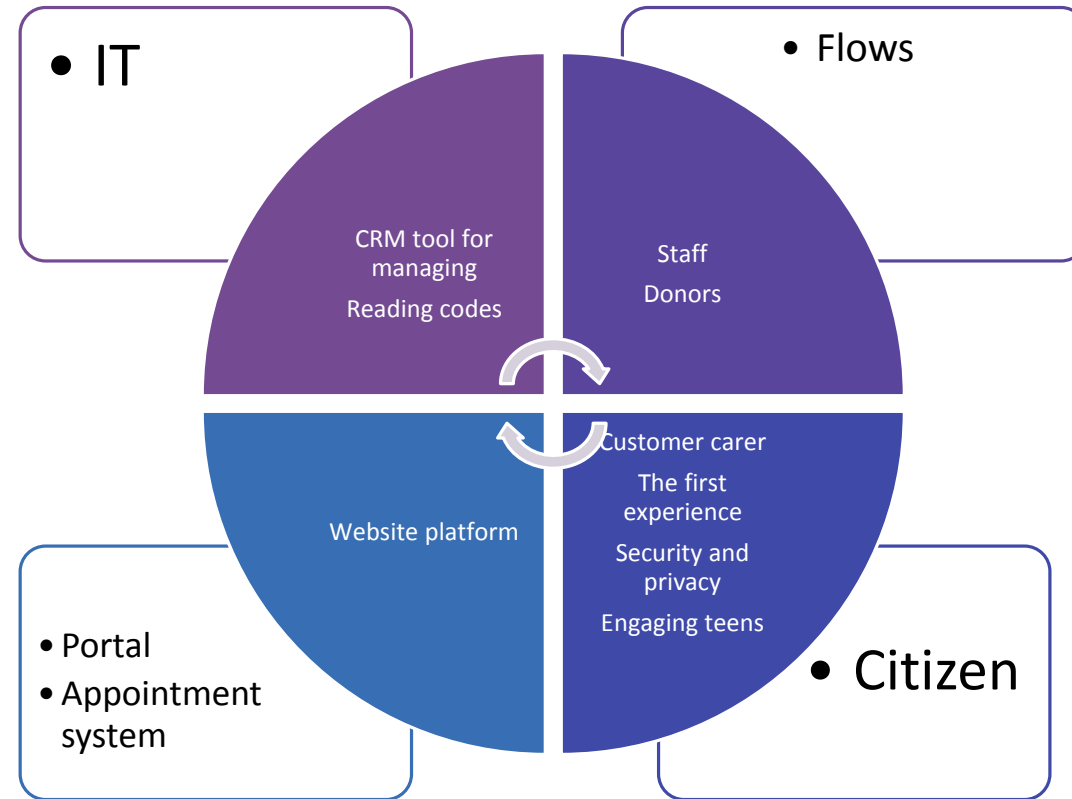 • IT
• Flows
CRM tool for
managing
Reading codes
Staff
Donors
Website platform
Customer carer
The first
experience
Security and
privacy
Engaging teens
• Portal
• Appointment
system
• Citizen